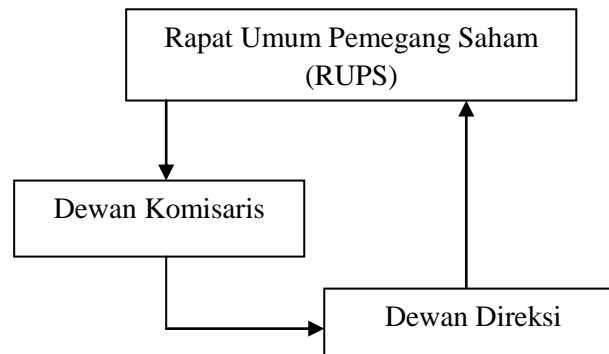 Rapat Umum Pemegang Saham
(RUPS)
Dewan Komisaris
Dewan Direksi